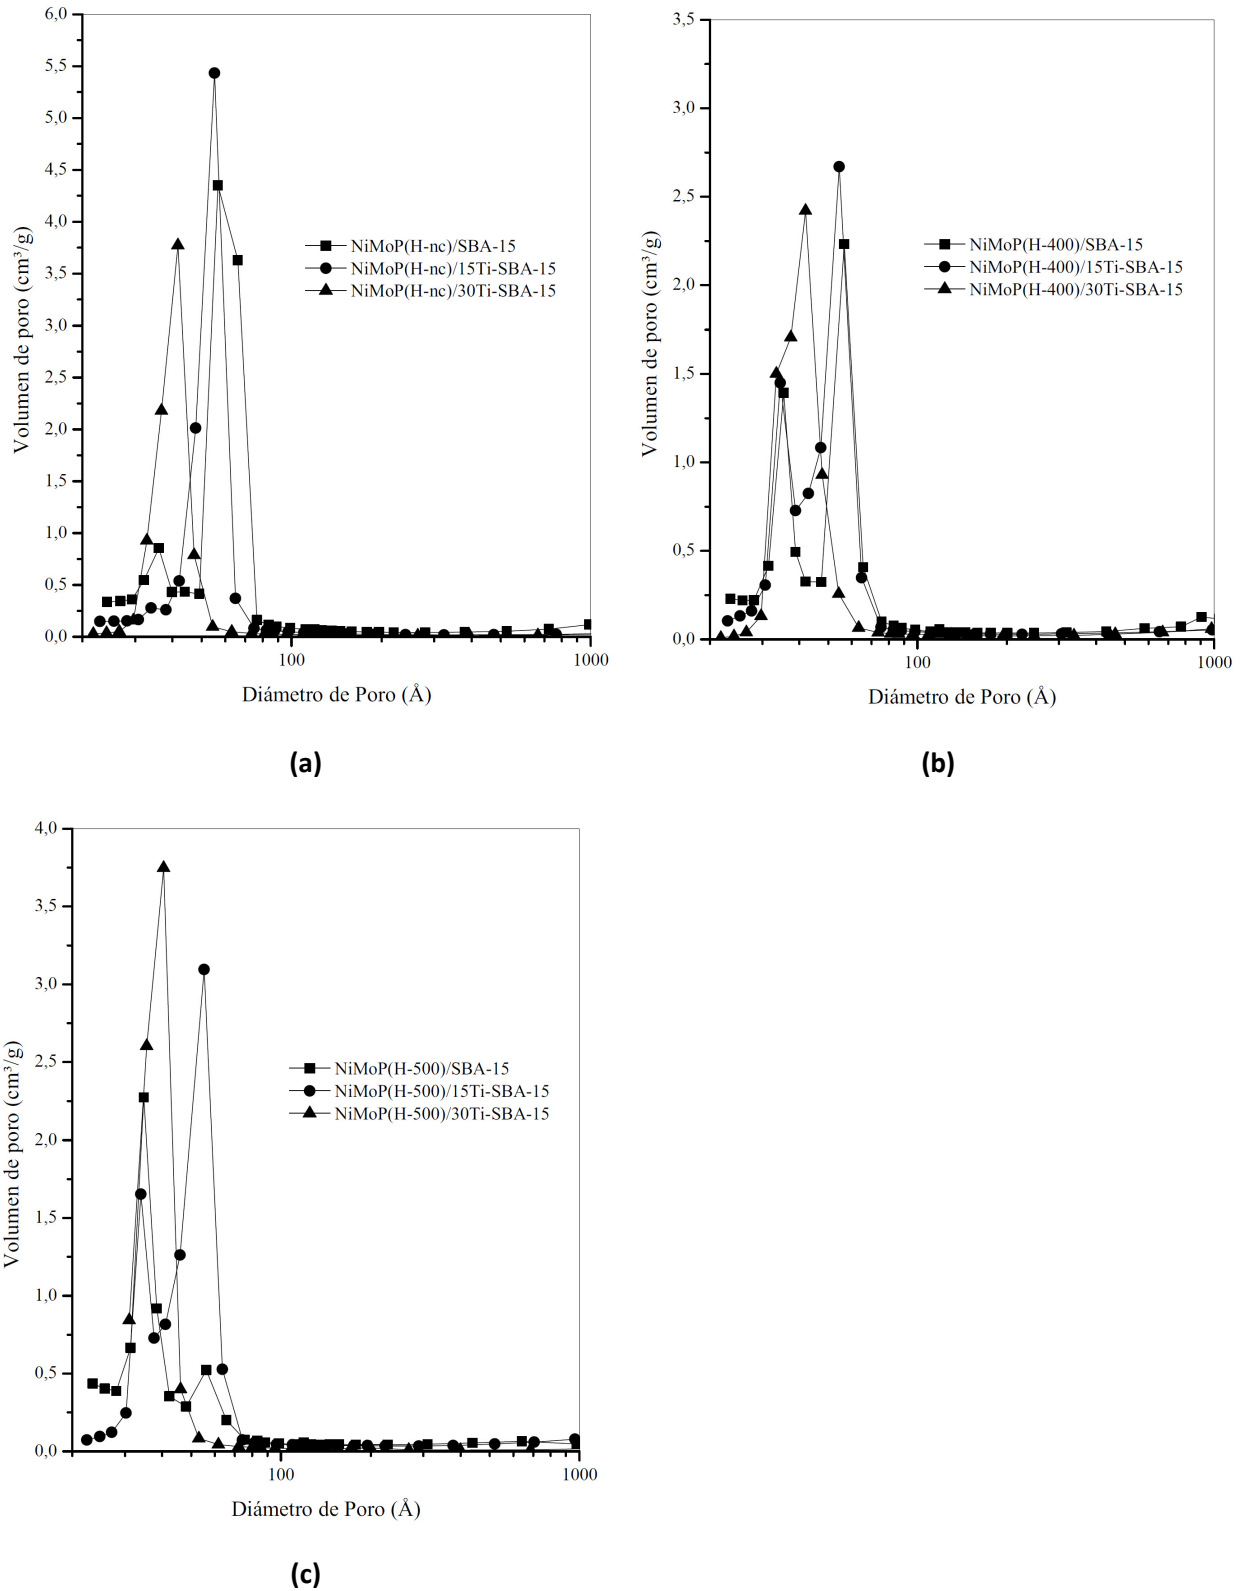 6,0
5,5
5,0
4,5
4,0
3,5
3,0
2,5
2,0
1,5
1,0
0,5
0,0
Volumen de poro (cm³/g)
NiMoP(H-nc)/SBA-15
NiMoP(H-nc)/15Ti-SBA-15
NiMoP(H-nc)/30Ti-SBA-15
100
1000
Diámetro de Poro (Å)
(a)
3,5
3,0
2,5
2,0
1,5
1,0
0,5
0,0
Volumen de poro (cm³/g)
NiMoP(H-400)/SBA-15
NiMoP(H-400)/15Ti-SBA-15
NiMoP(H-400)/30Ti-SBA-15
100
1000
Diámetro de Poro (Å)
(b)
4,0
3,5
3,0
2,5
2,0
1,5
1,0
0,5
0,0
Volumen de poro (cm³/g)
NiMoP(H-500)/SBA-15
NiMoP(H-500)/15Ti-SBA-15
NiMoP(H-500)/30Ti-SBA-15
100
1000
Diámetro de Poro (Å)
(c)